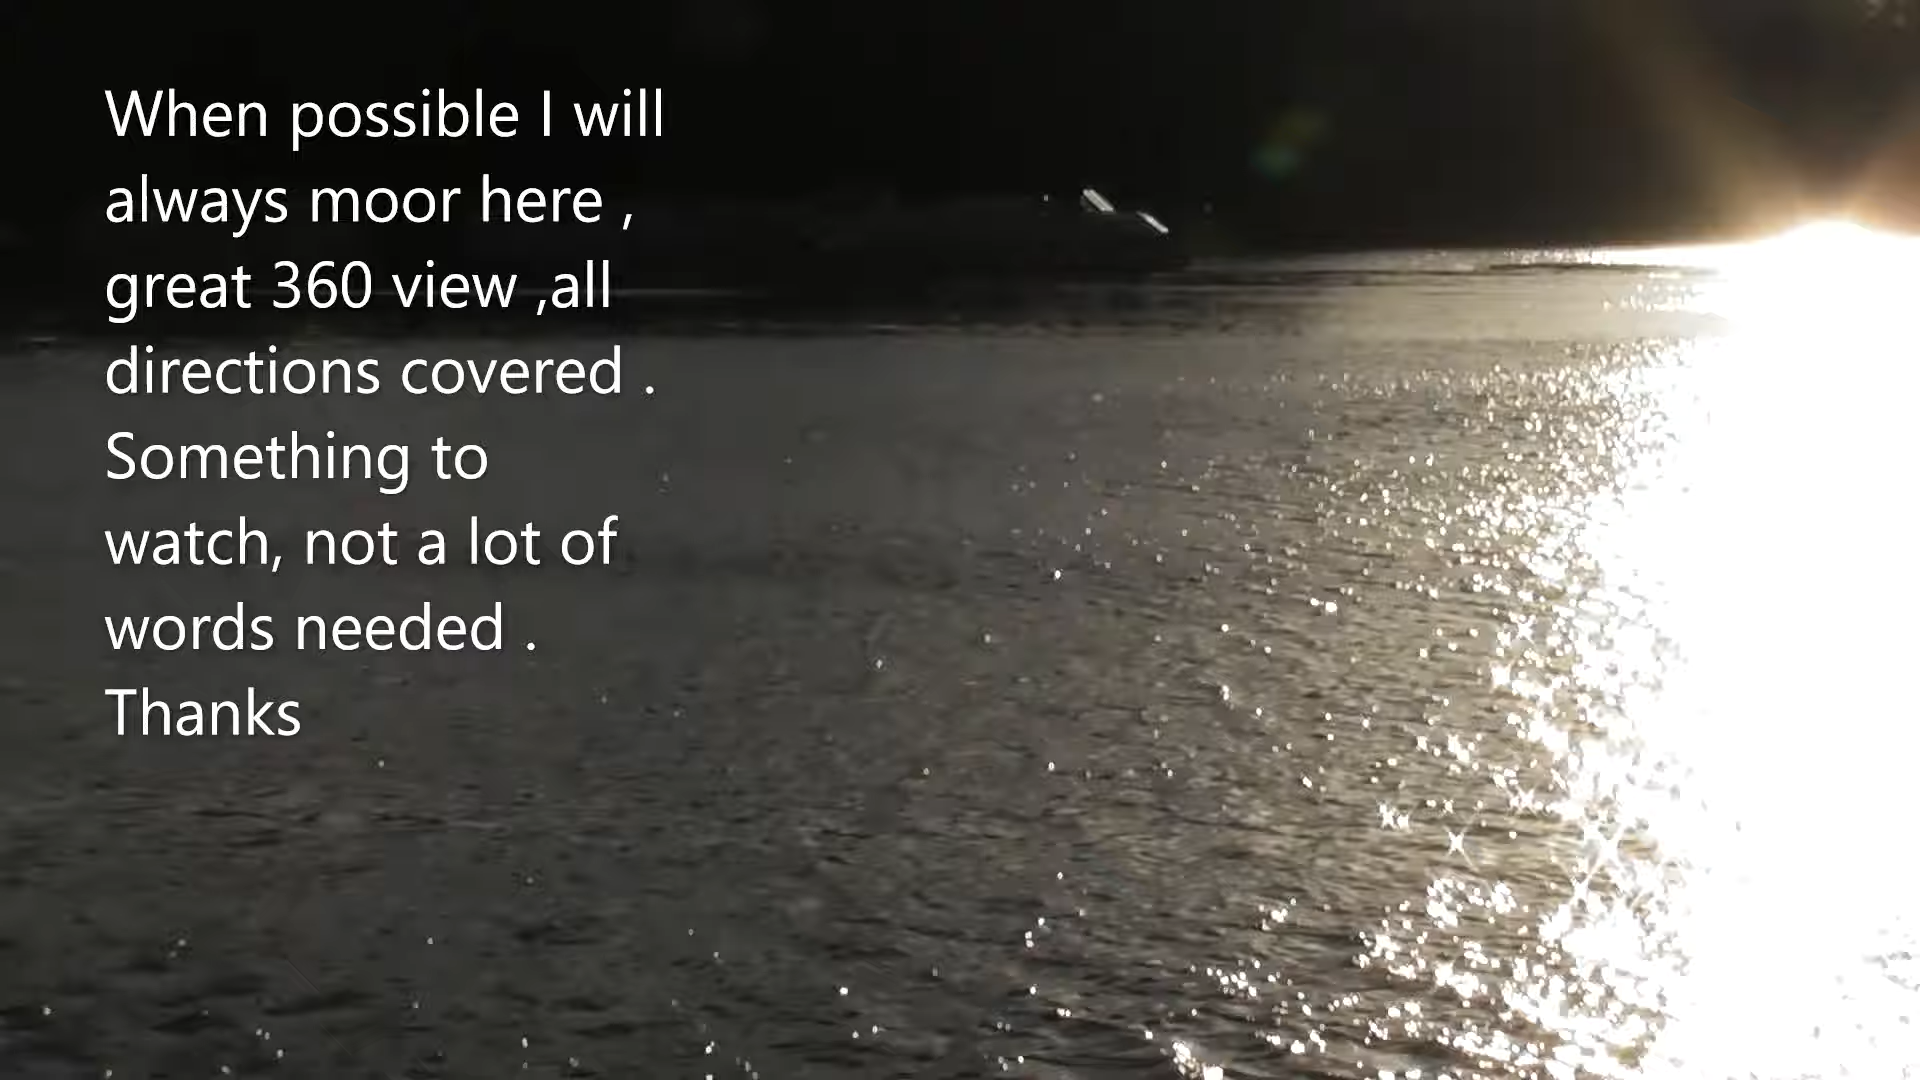 When possible I will
always moor here ,
great 360 view ,all
directions covered .
Something to
watch, not a lot of
words needed .
Thanks